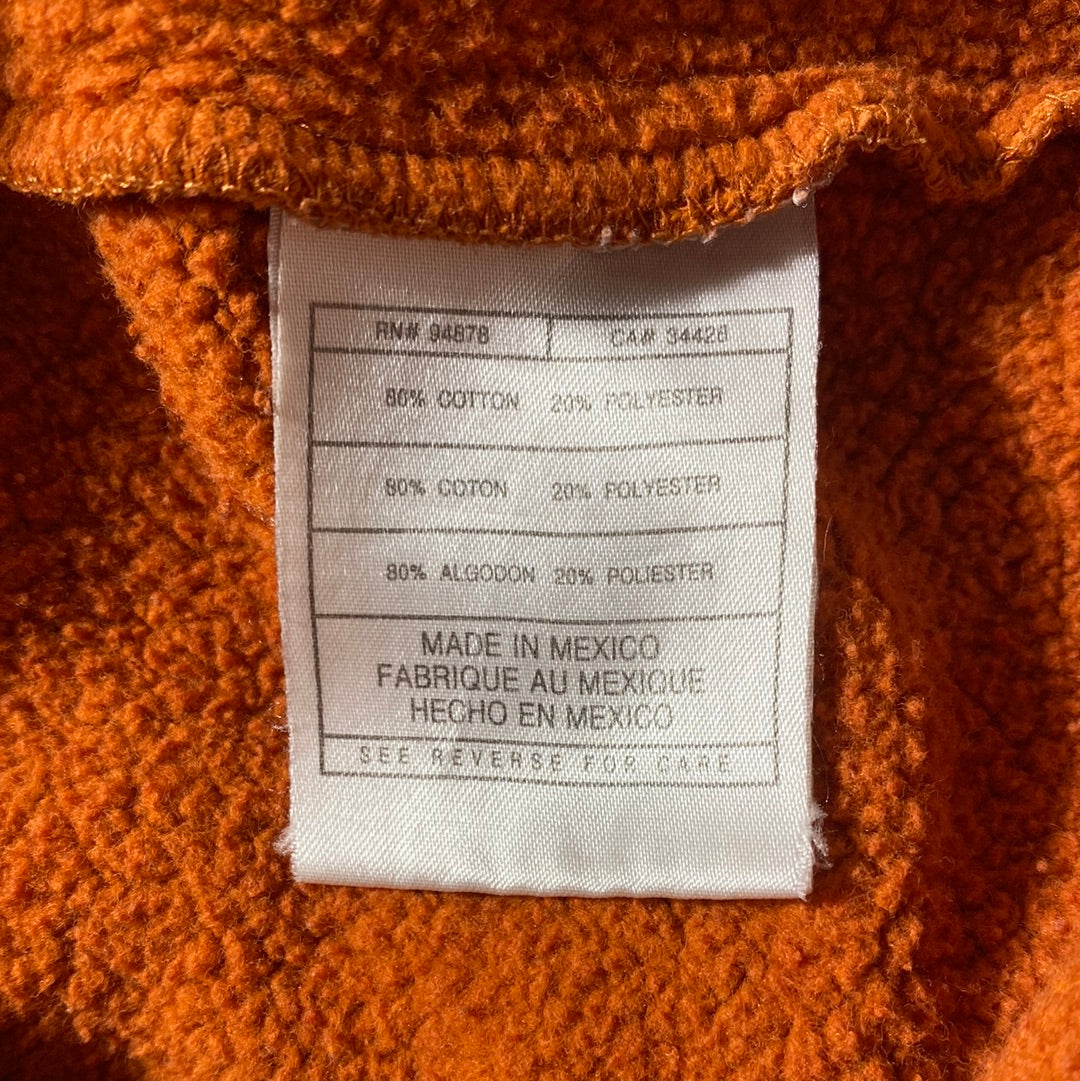 RN# 94878 CA# 34426
80% COTTON 20% POLYESTER
80% COTON 20% POLYESTER
80% ALGODON 20% POLIESTER
MADE IN MEXICO
FABRIQUE AU MEXIQUE
HECHO EN MEXICO
SEE REVERSE FOR CARE